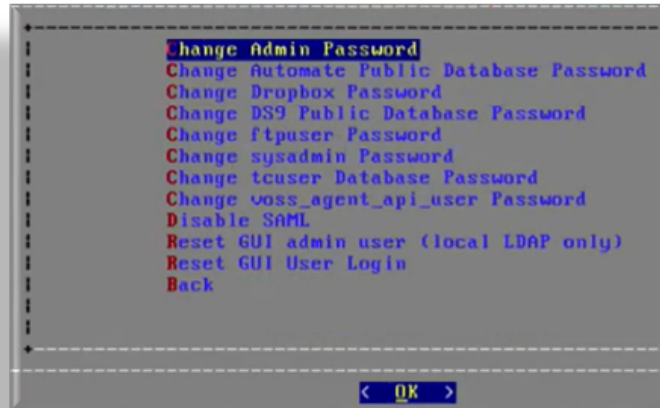 Change Admin Password
Change Automate Public Database Password
Change Dropbox Password
Change DS9 Public Database Password
Change ftpuser Password
Change sysadmin Password
Change tcuser Database Password
Change voss_agent_api_user Password
Disable SAML
Reset GUI admin user (local LDAP only)
Reset GUI User Login
Back
< OK >